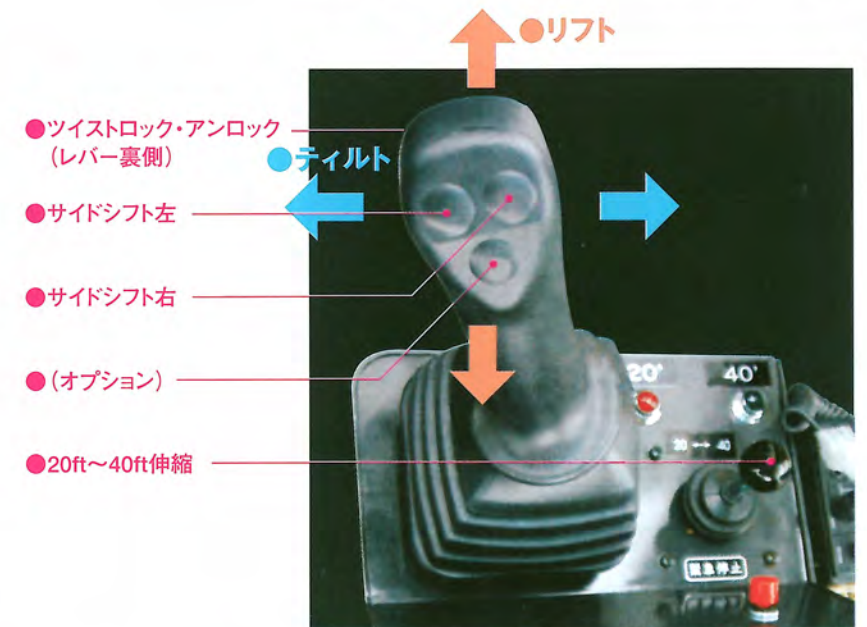 ●リフト
●ツイストロック・アンロック
（レバー裏側）
●ティルト
●サイドシフト左
●サイドシフト右
●（オプション）
●20ft〜40ft伸縮
20' 40'
20 ↔ 40
緊急停止